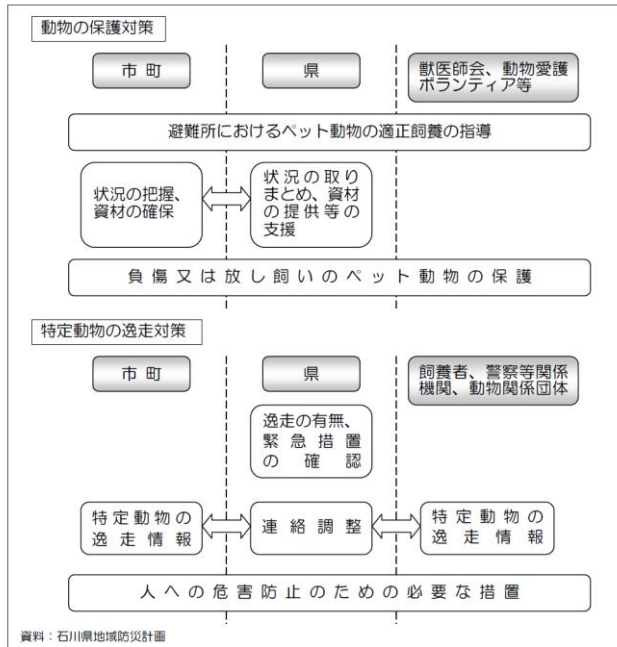 動物の保護対策
市町
県
獣医師会、動物愛護
ボランティア等
避難所におけるペット動物の適正飼養の指導
状況の把握、
資材の確保
状況の取り
まとめ、資材
の提供等の
支援
負傷又は放し飼いのペット動物の保護
特定動物の逸走対策
市町
県
飼養者、警察等関係
機関、動物関係団体
逸走の有無、
緊急措置
の確認
特定動物の
逸走情報
連絡調整
特定動物の
逸走情報
人への危害防止のための必要な措置
資料：石川県地域防災計画